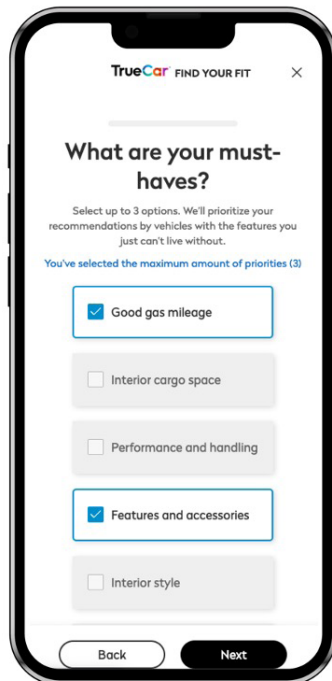 TrueCar FIND YOUR FIT
What are your must-
haves?
Select up to 3 options. We'll prioritize your
recommendations by vehicles with the features you
just can't live without.
You've selected the maximum amount of priorities (3)
Good gas mileage
Interior cargo space
Performance and handling
Features and accessories
Interior style
Back
Next